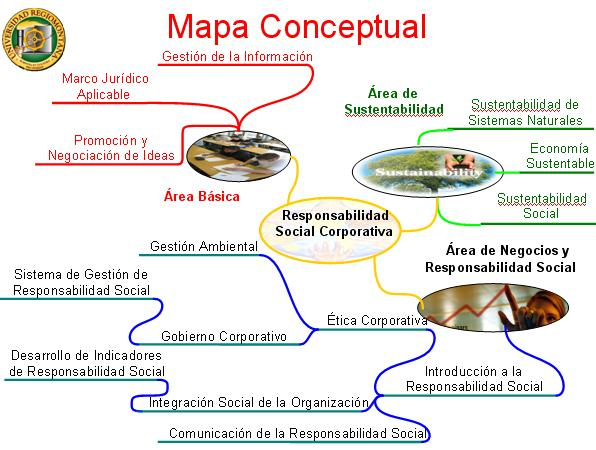 Mapa Conceptual
UNIVERSIDAD REGIOMONTANA
Gestión de la Información
Marco Jurídico
Aplicable
Promoción y
Negociación de Ideas
Área Básica
Área de
Sustentabilidad
Sustentabilidad de
Sistemas Naturales
Economía
Sustentable
Sustentabilidad
Social
Sustainability
Responsabilidad
Social Corporativa
Área de Negocios y
Responsabilidad Social
Gestión Ambiental
Sistema de Gestión de
Responsabilidad Social
Gobierno Corporativo
Ética Corporativa
Desarrollo de Indicadores
de Responsabilidad Social
Introducción a la
Responsabilidad Social
Integración Social de la Organización
Comunicación de la Responsabilidad Social